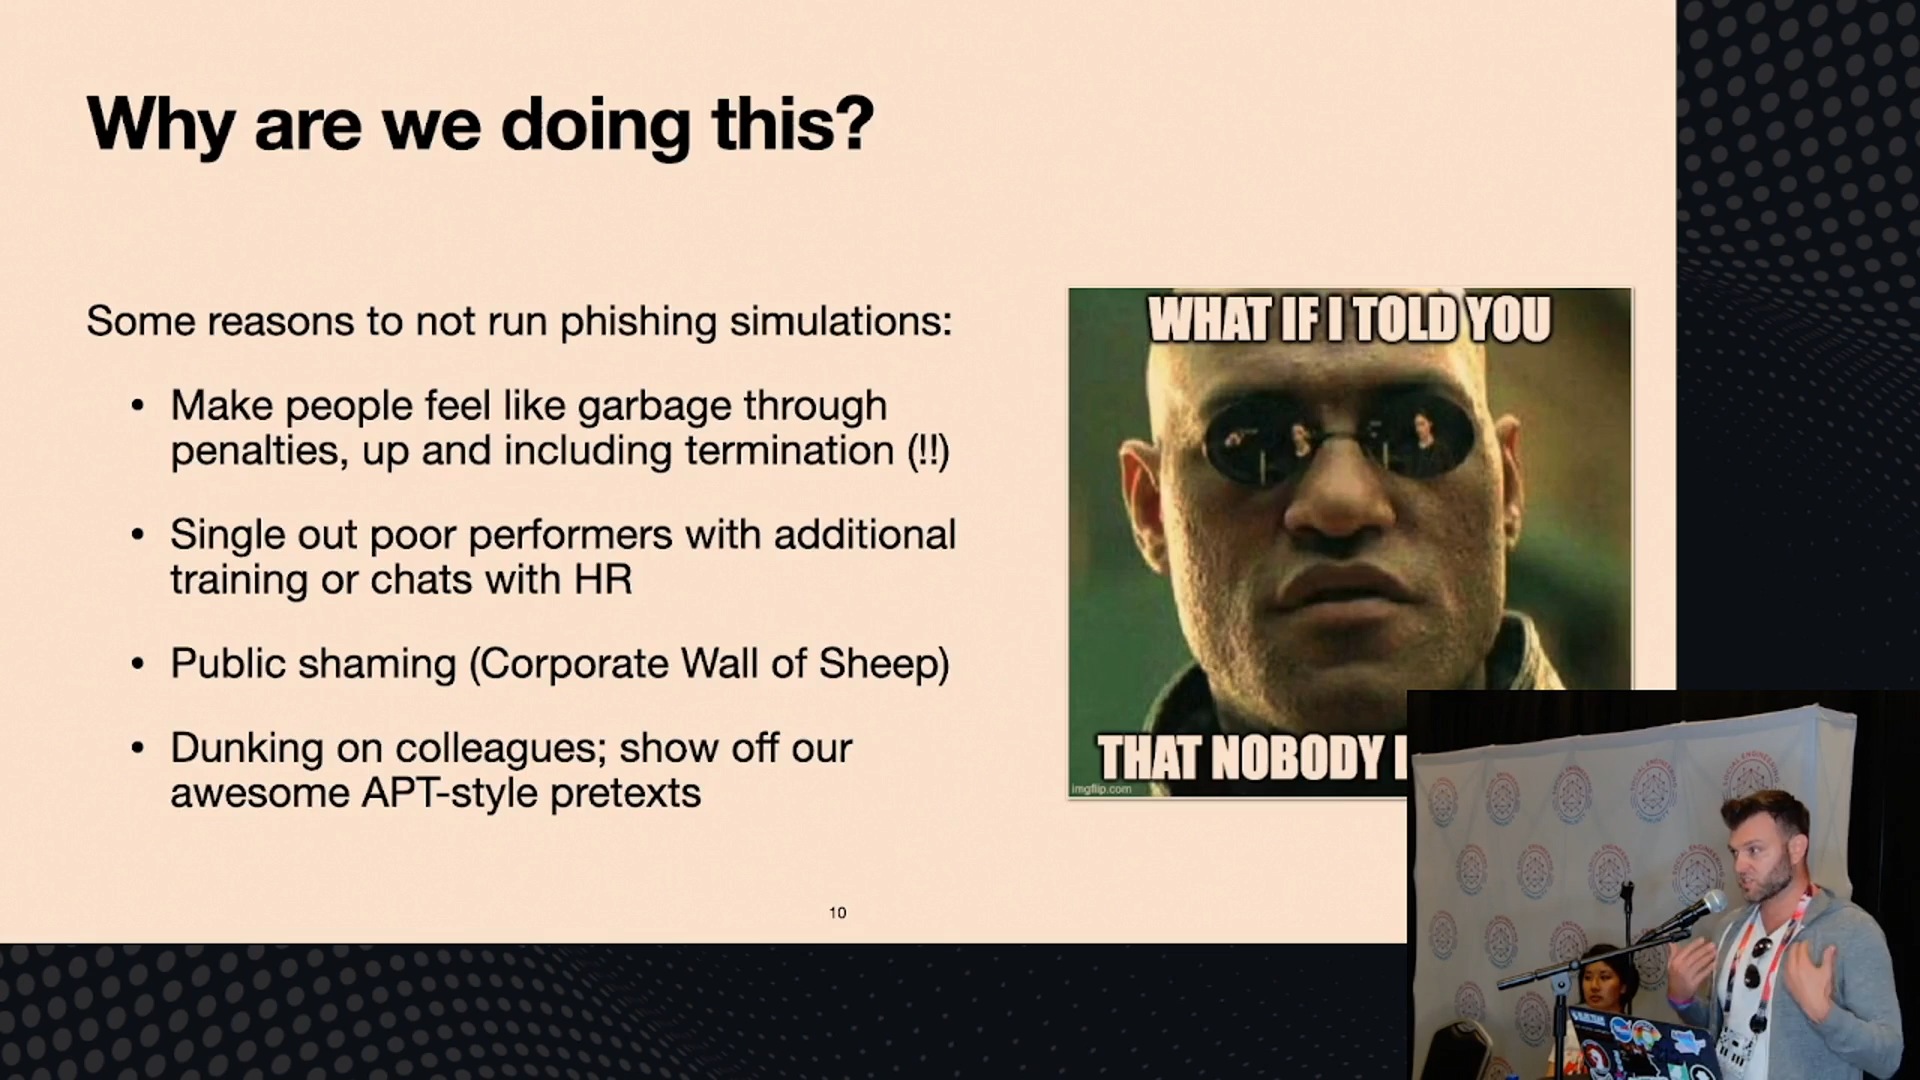 Why are we doing this?
Some reasons to not run phishing simulations:
• Make people feel like garbage through
penalties, up and including termination (!!)
• Single out poor performers with additional
training or chats with HR
• Public shaming (Corporate Wall of Sheep)
• Dunking on colleagues; show off our
awesome APT-style pretexts
10
WHAT IF I TOLD YOU
THAT NOBODY
imgflip.com
SOCIAL ENGINEERING
COMMUNITY